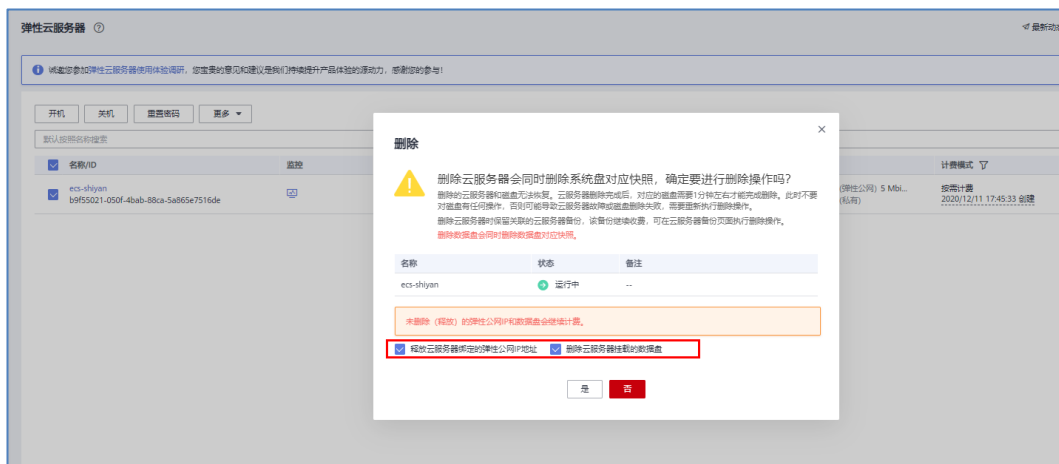 弹性云服务器
最新动态
诚邀您参加弹性云服务器使用体验调研，您宝贵的意见和建议是我们持续提升产品体验的源动力，感谢您的参与！
开机 关机 重置密码 更多
默认按照名称搜索
名称/ID 监控 计费模式
ecs-shiyan
b9f55021-050f-4bab-88ca-5a865e7516de
(弹性公网) 5 Mbi...
(私有)
按需计费
2020/12/11 17:45:33 创建
删除
删除云服务器会同时删除系统盘对应快照，确定要进行删除操作吗?
删除的云服务器和磁盘无法恢复。云服务器删除完成后，对应的磁盘需要1分钟左右才能完成删除。此时不要
对磁盘有任何操作，否则可能导致云服务器故障或磁盘删除失败，需要重新执行删除操作。
删除云服务器时保留关联的云服务器备份，该备份继续收费，可在云服务器备份页面执行删除操作。
删除数据盘会同时删除数据盘对应快照。
名称 状态 备注
ecs-shiyan 运行中 --
未删除（释放）的弹性公网IP和数据盘会继续计费。
释放云服务器绑定的弹性公网IP地址 删除云服务器挂载的数据盘
是 否